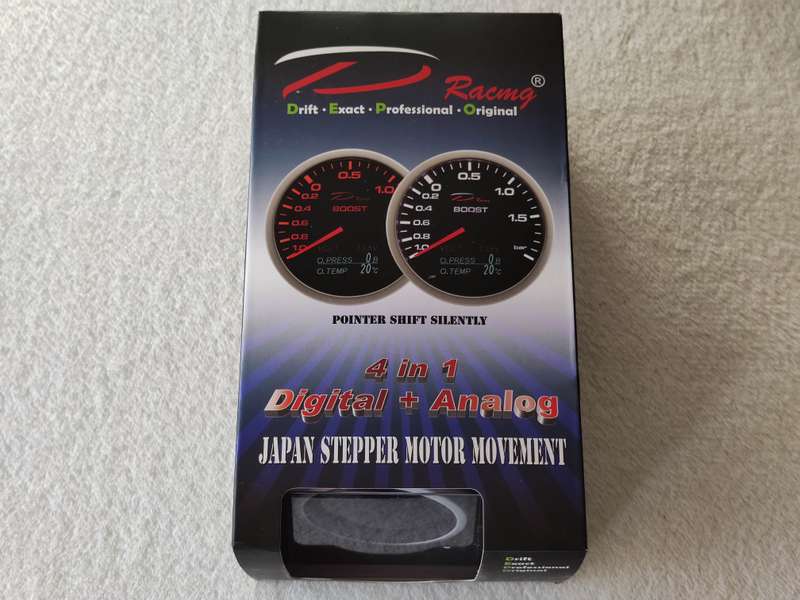 D Racing®
Drift · Exact · Professional · Original
0 0.5 1.0
0.2
0.4
0.6
0.8
1.0
BOOST
O.PRESS 0 B
O.TEMP 20°C
0 0.5 1.0
0.2
0.4
0.6
0.8
1.0
1.5
BOOST
bar
O.PRESS 0 B
O.TEMP 20°C
POINTER SHIFT SILENTLY
4 in 1
Digital + Analog
JAPAN STEPPER MOTOR MOVEMENT
Drift
Exact
Professional
Original